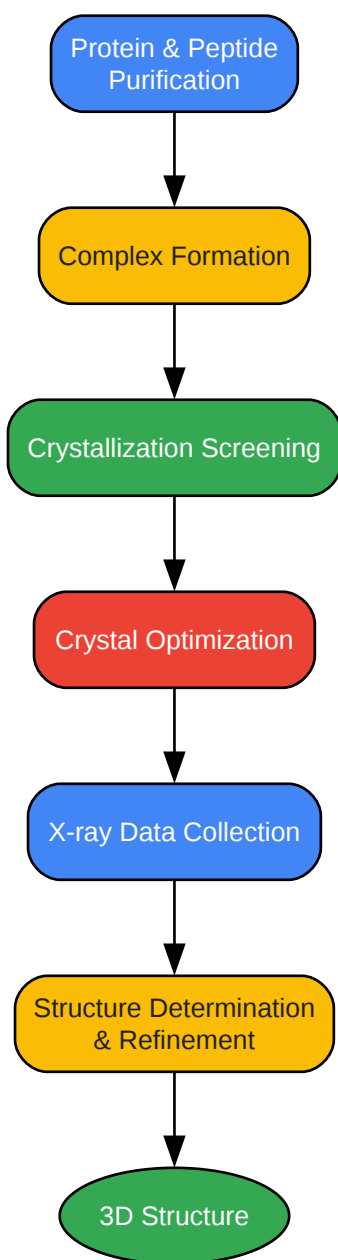 Protein & Peptide
Purification
Complex Formation
Crystallization Screening
Crystal Optimization
X-ray Data Collection
Structure Determination
& Refinement
3D Structure